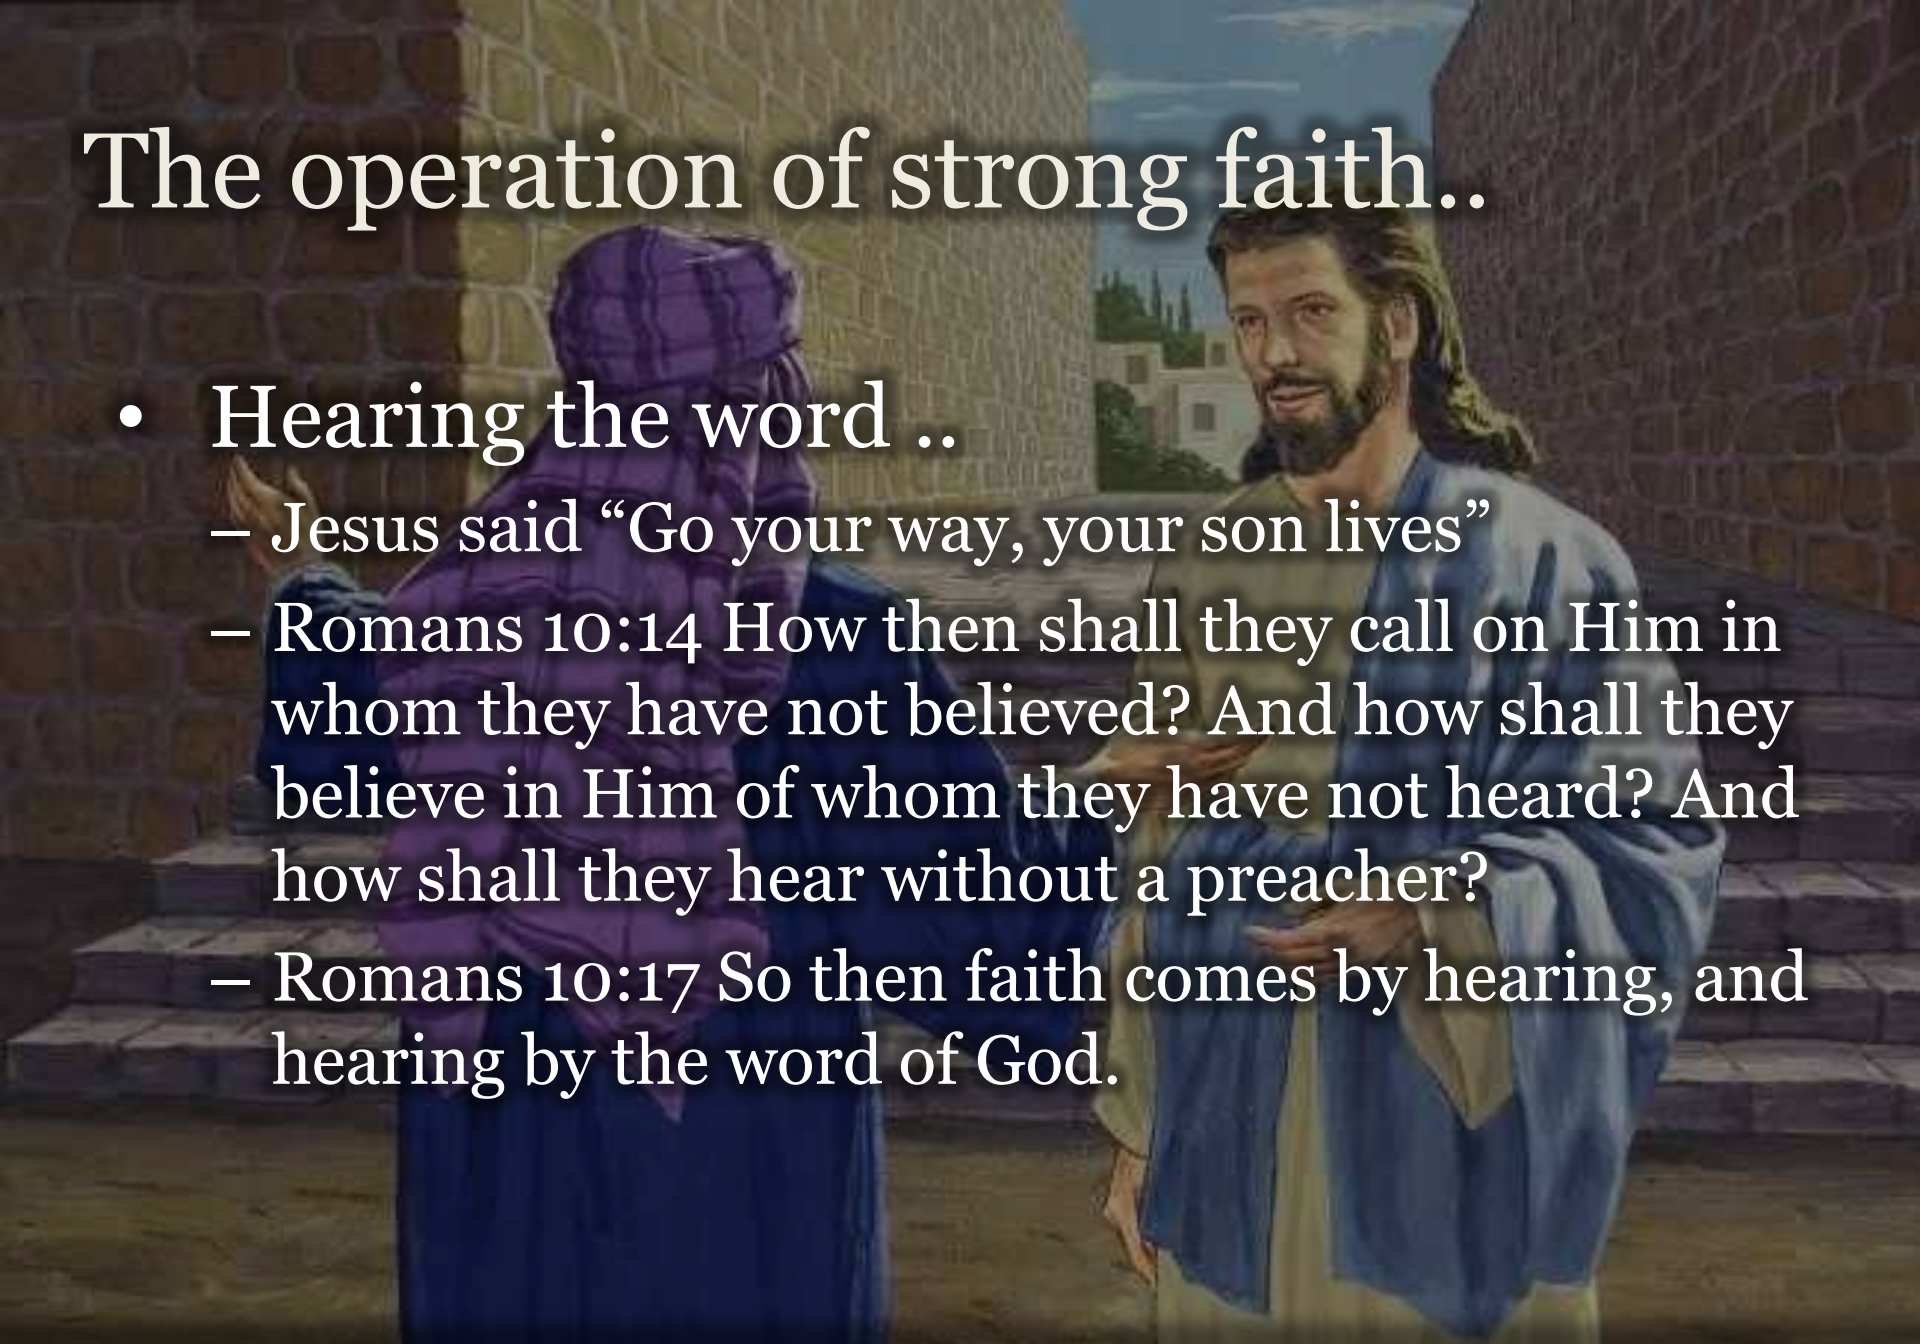 The operation of strong faith..
• Hearing the word ..
– Jesus said “Go your way, your son lives”
– Romans 10:14 How then shall they call on Him in
whom they have not believed? And how shall they
believe in Him of whom they have not heard? And
how shall they hear without a preacher?
– Romans 10:17 So then faith comes by hearing, and
hearing by the word of God.